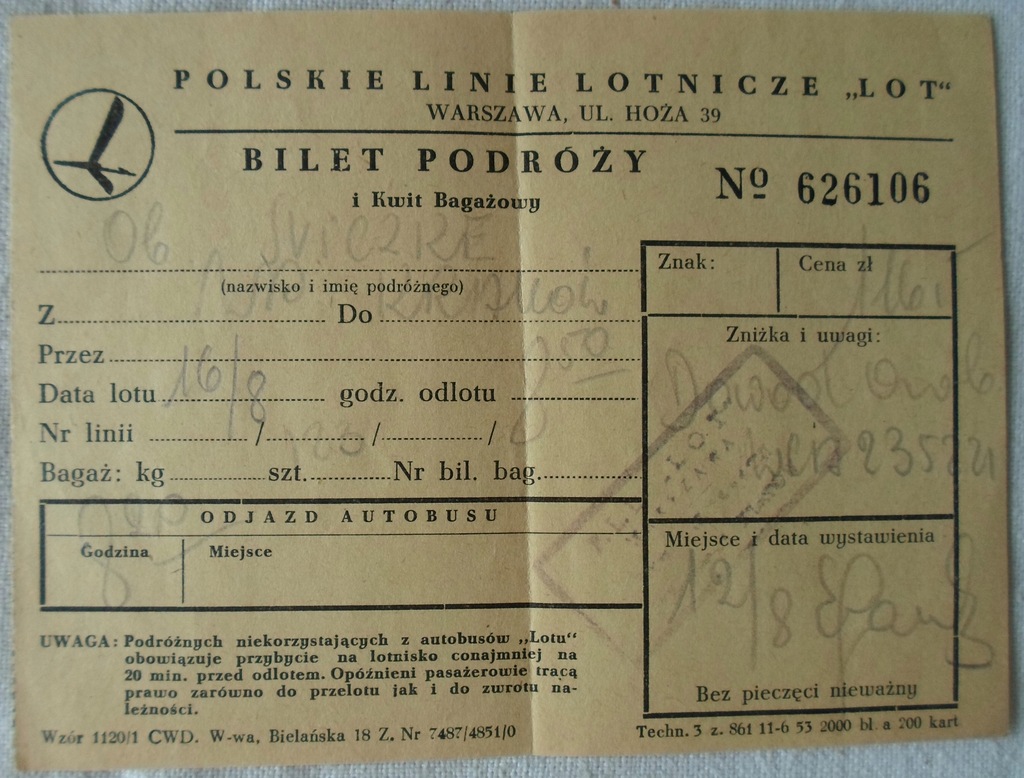 POLSKIE LINIE LOTNICZE „LOT“
WARSZAWA, UL. HOŻA 39
BILET PODRÓŻY
i Kwit Bagażowy
Nº 626106
Ob
(nazwisko i imię podróżnego)
Z Do
Przez
Data lotu 16/8 godz. odlotu
Nr linii / / /
Bagaż: kg szt. Nr bil. bag.
ODJAZD AUTOBUSU
Godzina Miejsce
UWAGA: Podróżnych niekorzystających z autobusów „Lotu“
obowiązuje przybycie na lotnisko conajmniej na
20 min. przed odlotem. Opóźnieni pasażerowie tracą
prawo zarówno do przelotu jak i do zwrotu na-
leżności.
Wzór 1120/1 CWD. W-wa, Bielańska 18 Z. Nr 7487/4851/0
Znak: Cena zł
116
Zniżka i uwagi:
Dowód
Miejsce i data wystawienia
12/8
Bez pieczęci nieważny
Techn. 3 z. 861 11-6 53 2000 bl. a 200 kart